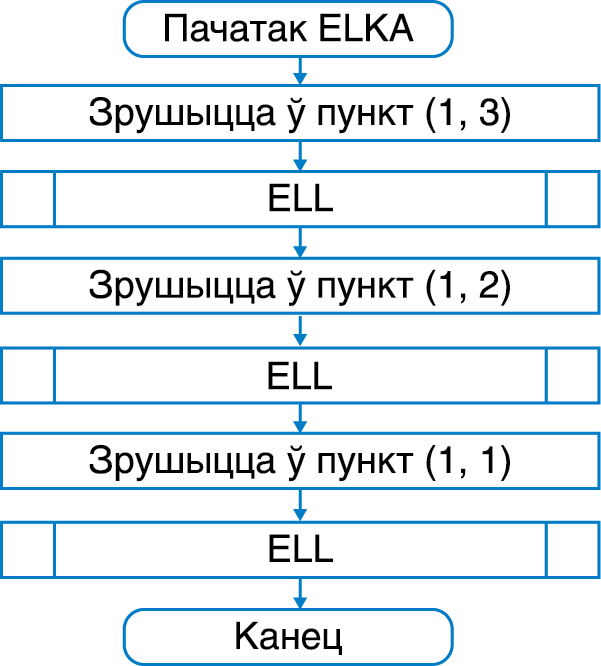 Пачатак ELKA
Зрушыцца ў пункт (1, 3)
ELL
Зрушыцца ў пункт (1, 2)
ELL
Зрушыцца ў пункт (1, 1)
ELL
Канец